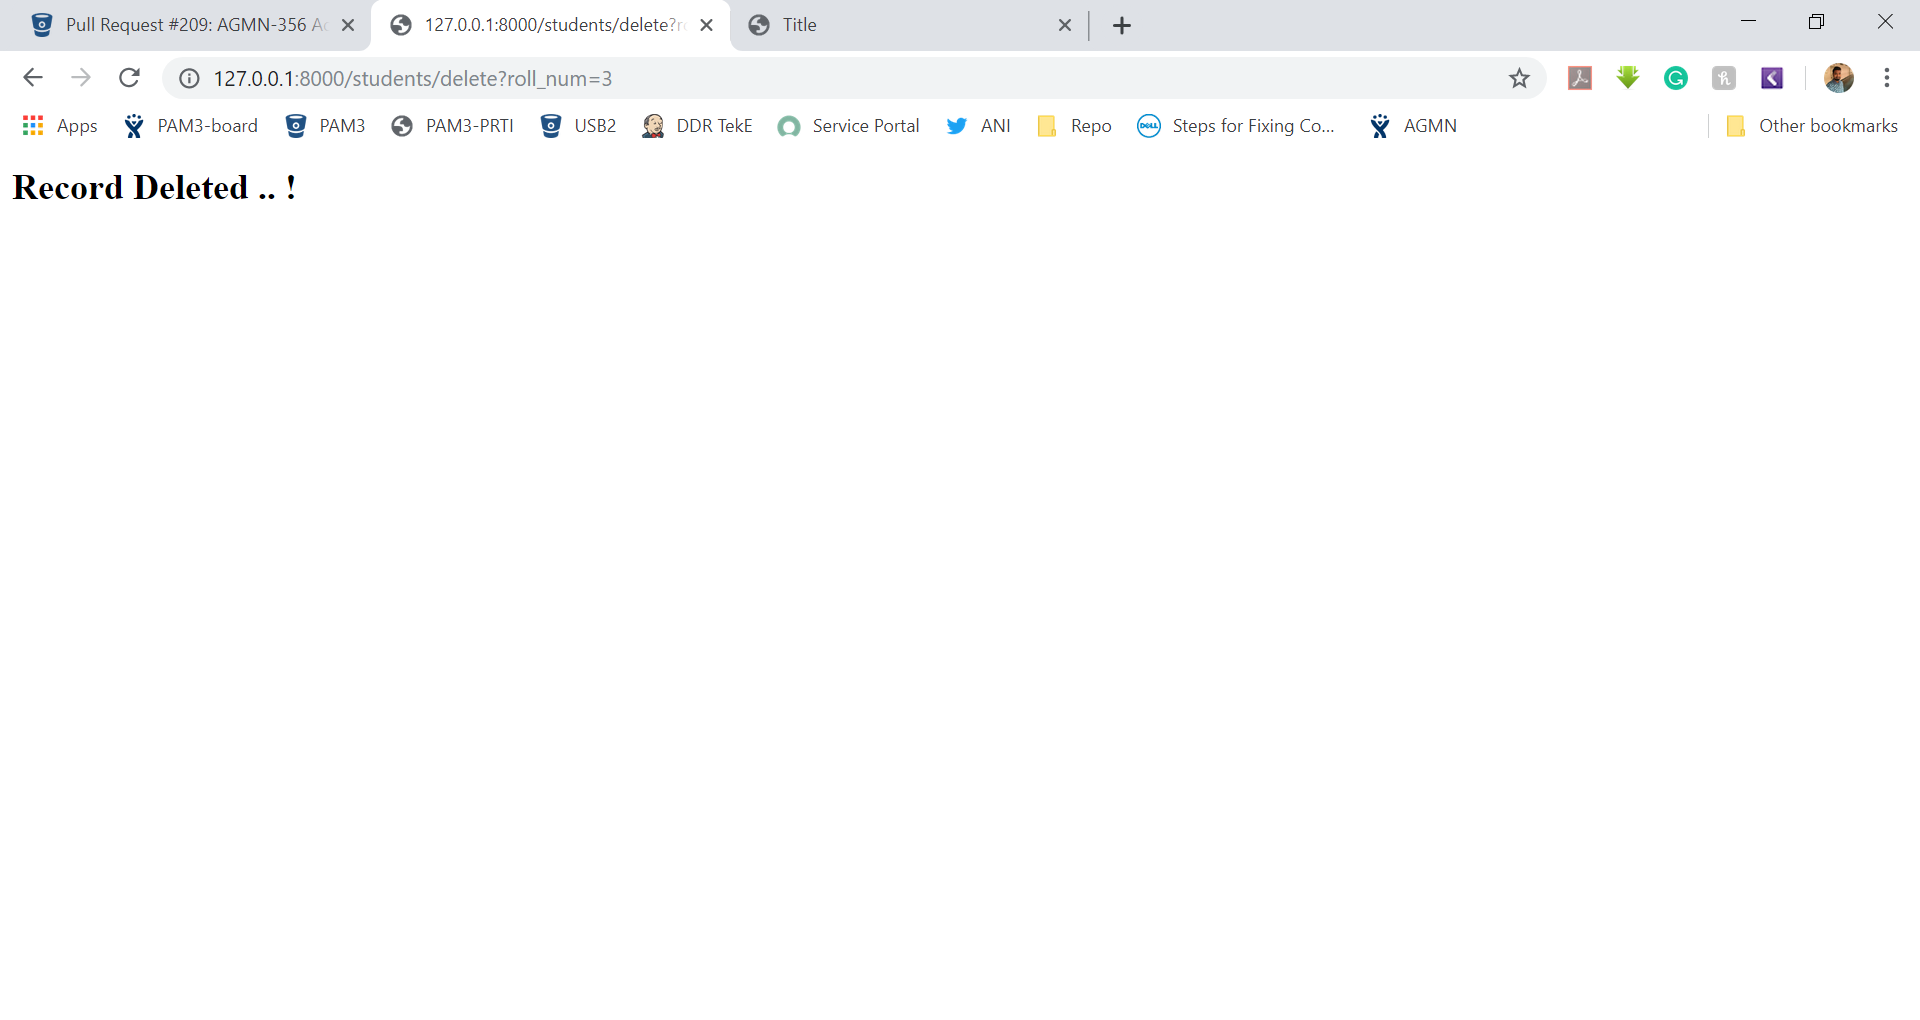 Pull Request #209: AGMN-356 Ac
127.0.0.1:8000/students/delete?r
Title
127.0.0.1:8000/students/delete?roll_num=3
Apps PAM3-board PAM3 PAM3-PRTI USB2 DDR TekE Service Portal ANI Repo DELL Steps for Fixing Co... AGMN Other bookmarks
Record Deleted .. !